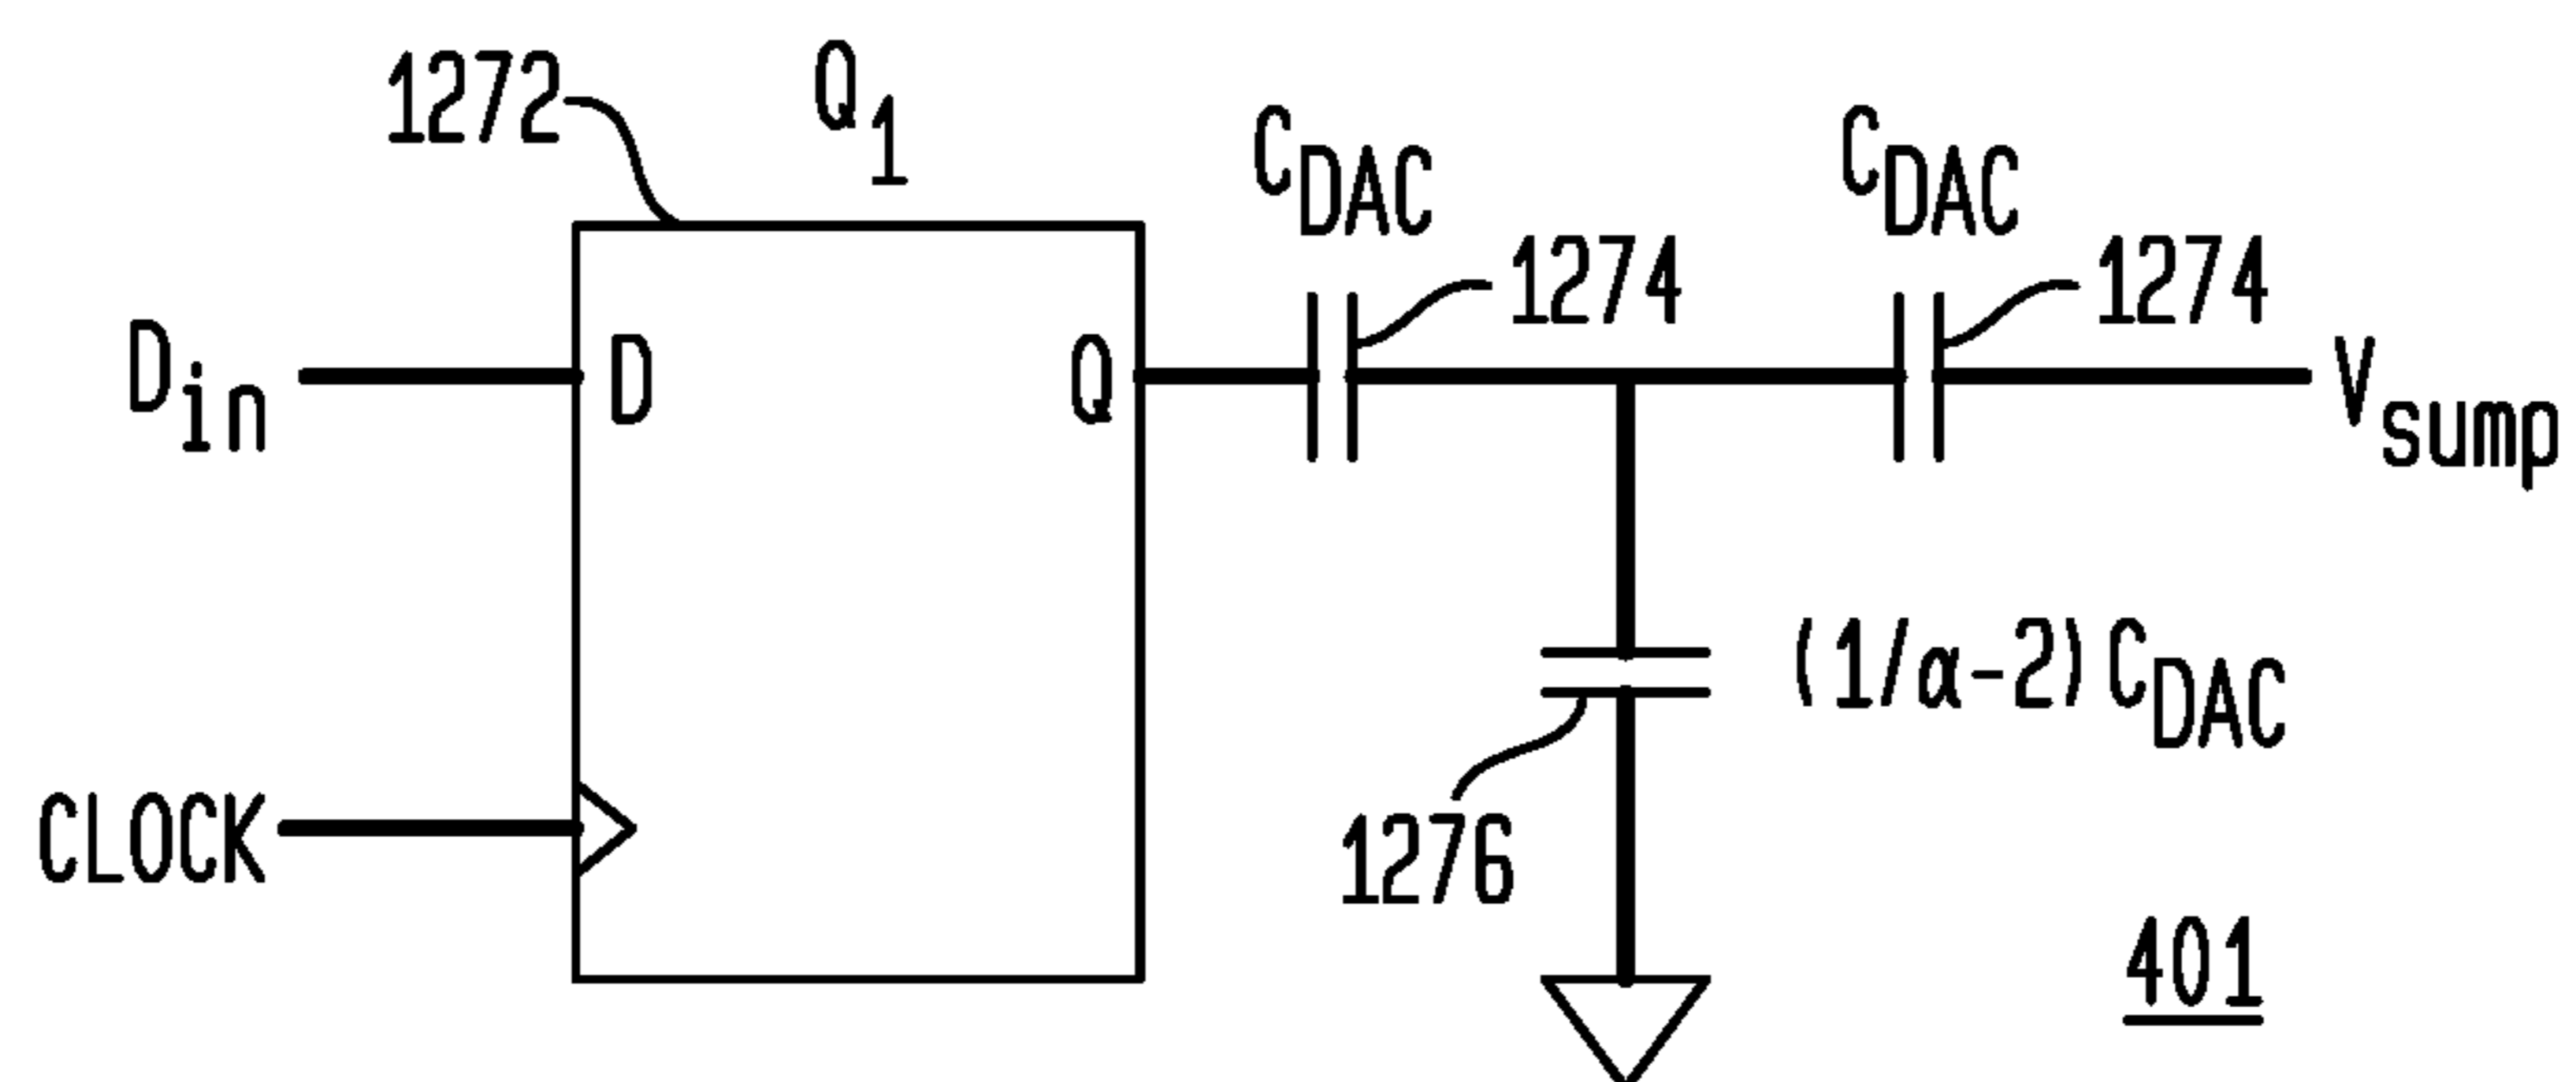 1272
Q1
CDAC
CDAC
1274
1274
Din
D
Q
Vsump
(1/α-2) CDAC
CLOCK
1276
401